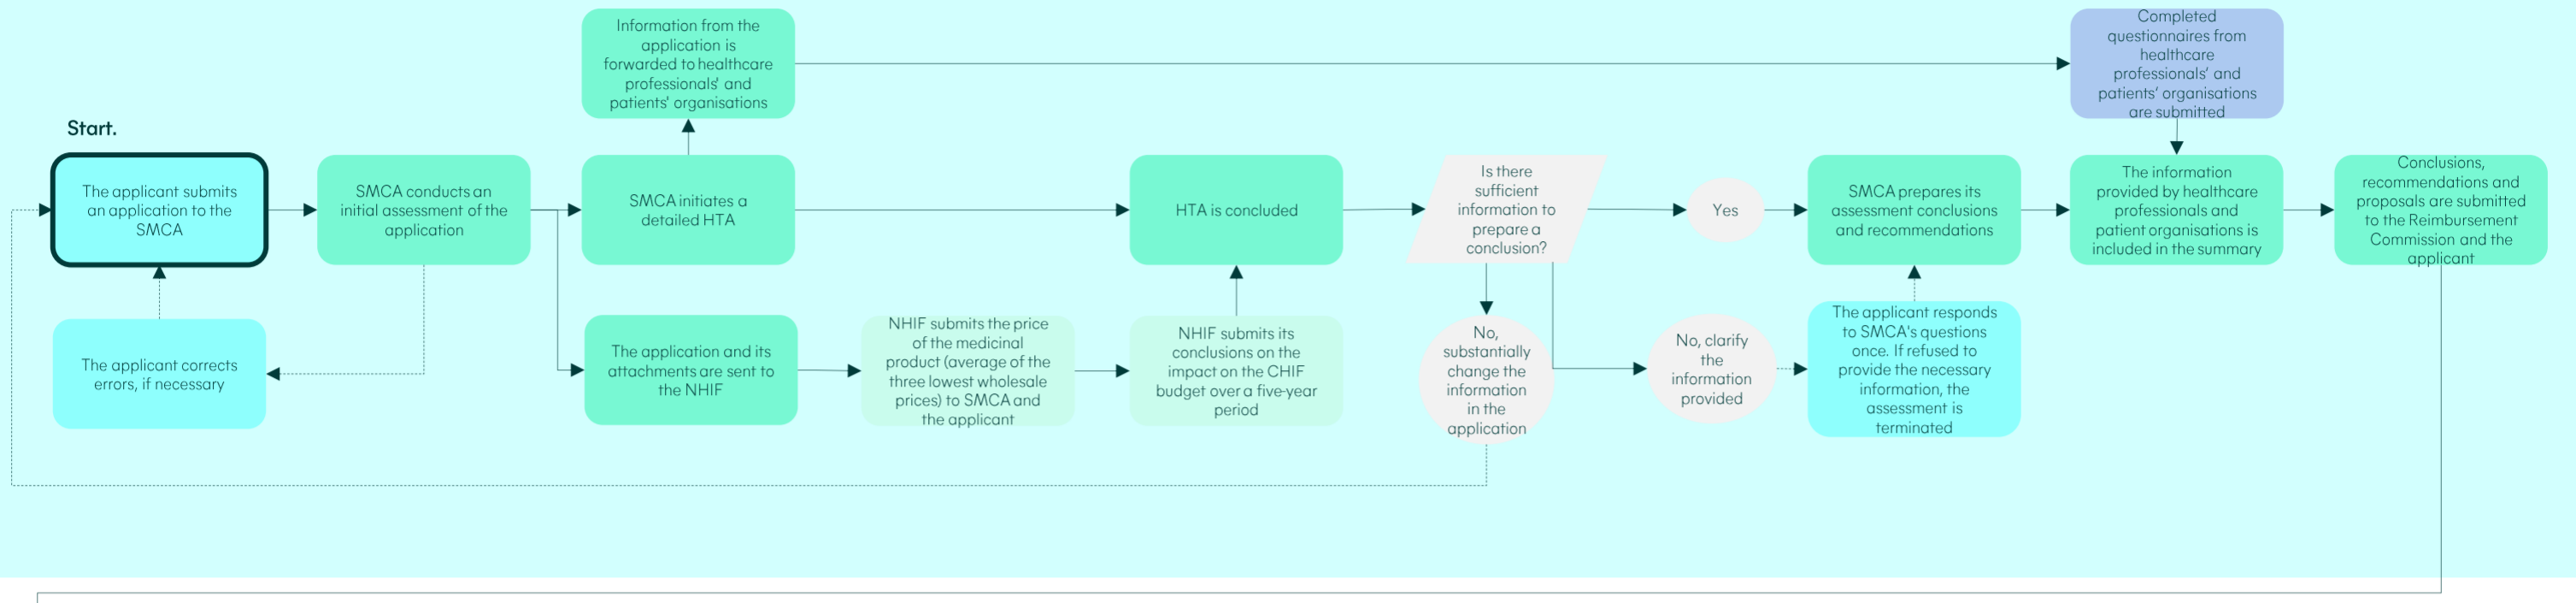 Information from the
application is
forwarded to healthcare
professionals' and
patients' organisations
Completed
questionnaires from
healthcare
professionals’ and
patients’ organisations
are submitted
Start.
The applicant submits
an application to the
SMCA
SMCA conducts an
initial assessment of the
application
SMCA initiates a
detailed HTA
HTA is concluded
Is there
sufficient
information to
prepare a
conclusion?
Yes
SMCA prepares its
assessment conclusions
and recommendations
The information
provided by healthcare
professionals and
patient organisations is
included in the summary
Conclusions,
recommendations and
proposals are submitted
to the Reimbursement
Commission and the
applicant
The applicant corrects
errors, if necessary
The application and its
attachments are sent to
the NHIF
NHIF submits the price
of the medicinal
product (average of the
three lowest wholesale
prices) to SMCA and
the applicant
NHIF submits its
conclusions on the
impact on the CHIF
budget over a five-year
period
No,
substantially
change the
information
in the
application
No, clarify
the
information
provided
The applicant responds
to SMCA's questions
once. If refused to
provide the necessary
information, the
assessment is
terminated